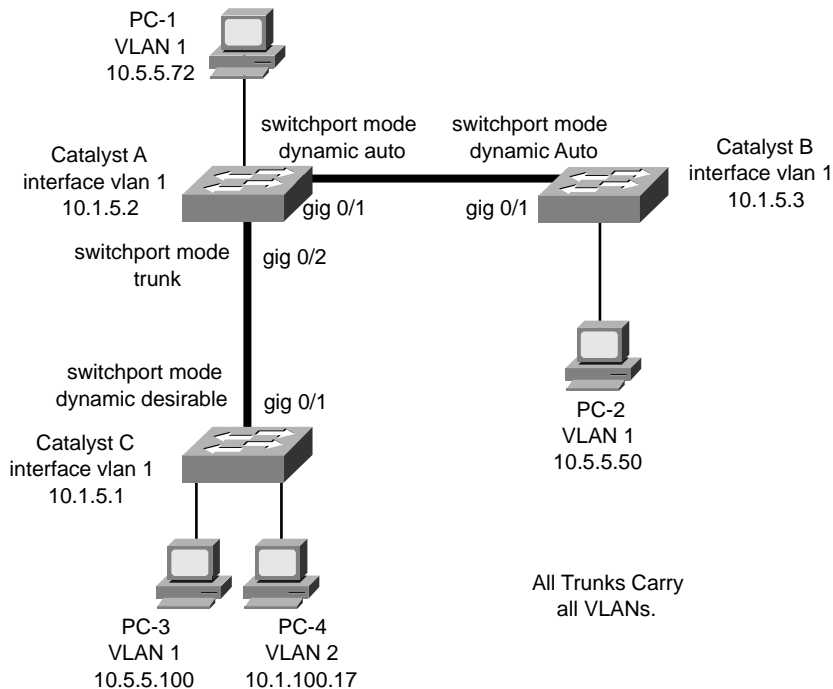 PC-1
VLAN 1
10.5.5.72
switchport mode
dynamic auto
switchport mode
dynamic Auto
Catalyst A
interface vlan 1
10.1.5.2
Catalyst B
interface vlan 1
10.1.5.3
gig 0/1
gig 0/1
switchport mode
trunk
gig 0/2
switchport mode
dynamic desirable
gig 0/1
PC-2
VLAN 1
10.5.5.50
Catalyst C
interface vlan 1
10.1.5.1
All Trunks Carry
all VLANs.
PC-3
VLAN 1
10.5.5.100
PC-4
VLAN 2
10.1.100.17